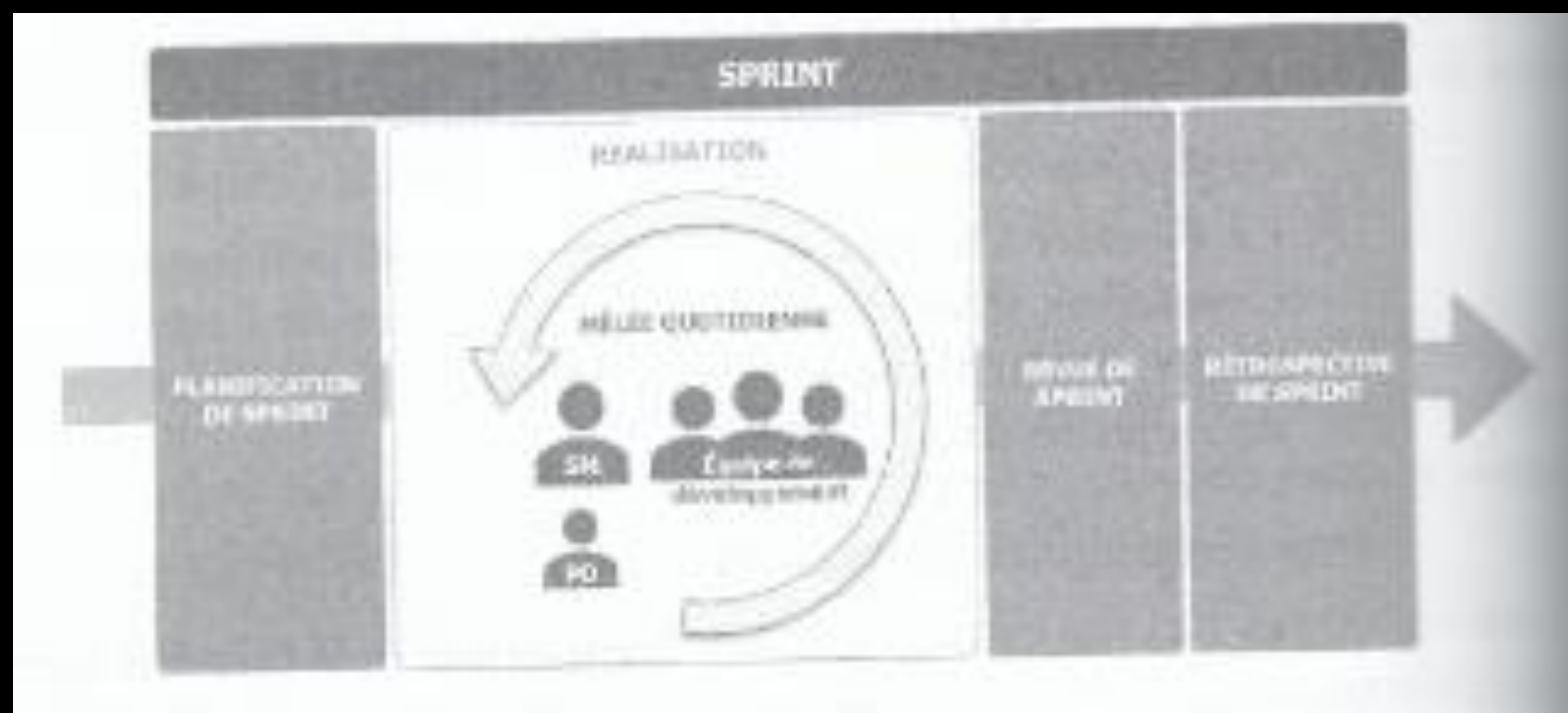 SPRINT
RÉALISATION
MÊLÉE QUOTIDIENNE
PLANIFICATION
DE SPRINT
SM
Équipe de
développement
PO
REVUE DE
SPRINT
RÉTROSPECTIVE
DE SPRINT